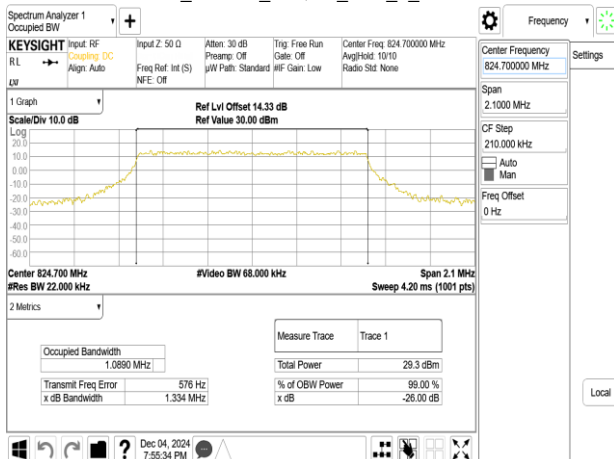 Spectrum Analyzer 1
Occupied BW
Frequency
KEYSIGHT
RL
Input: RF
Coupling: DC
Align: Auto
Input Z: 50 Ω
Freq Ref: Int (S)
NFE: Off
Atten: 30 dB
Preamp: Off
µW Path: Standard
Trig: Free Run
Gate: Off
#IF Gain: Low
Center Freq: 824.700000 MHz
Avg|Hold: 10/10
Radio Std: None
LXI
Center Frequency
824.700000 MHz
Settings
Span
2.1000 MHz
CF Step
210.000 kHz
Auto
Man
Freq Offset
0 Hz
Local
1 Graph
Scale/Div 10.0 dB
Ref Lvl Offset 14.33 dB
Ref Value 30.00 dBm
Log
20.0
10.0
0.00
-10.0
-20.0
-30.0
-40.0
-50.0
-60.0
Center 824.700 MHz
#Video BW 68.000 kHz
Span 2.1 MHz
#Res BW 22.000 kHz
Sweep 4.20 ms (1001 pts)
2 Metrics
Measure Trace
Trace 1
Occupied Bandwidth
1.0890 MHz
Total Power
29.3 dBm
Transmit Freq Error
576 Hz
% of OBW Power
99.00 %
x dB Bandwidth
1.334 MHz
x dB
-26.00 dB
Dec 04, 2024
7:55:34 PM